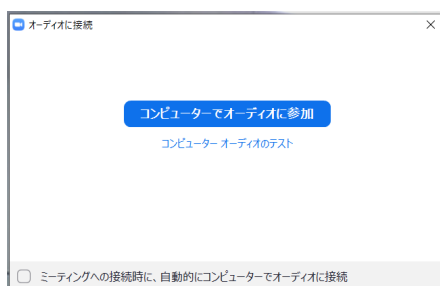 オーディオに接続
コンピューターでオーディオに参加
コンピューター オーディオのテスト
ミーティングへの接続時に、自動的にコンピューターでオーディオに接続